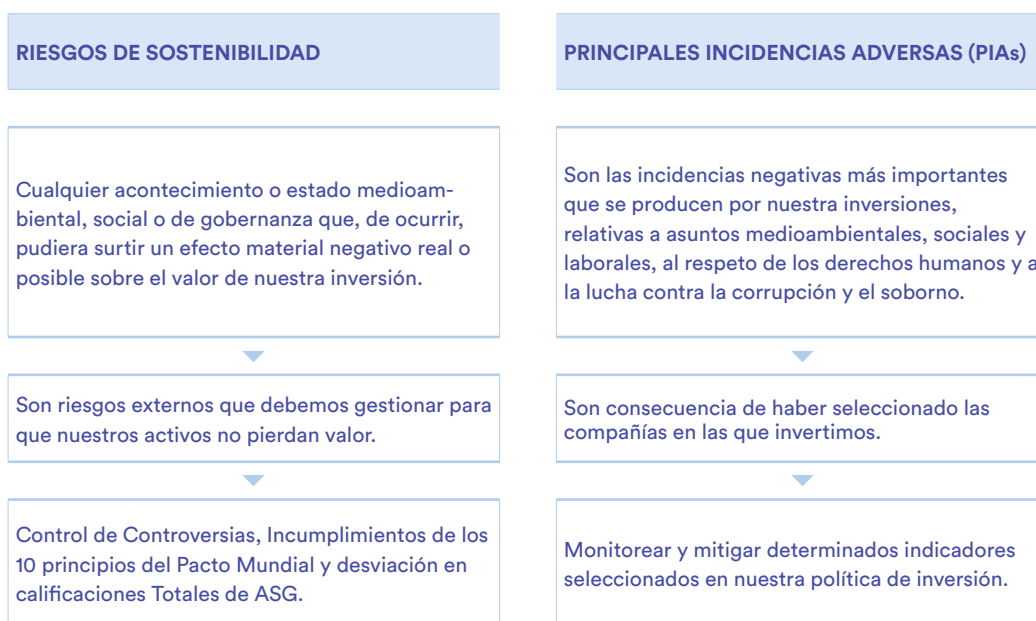 RIESGOS DE SOSTENIBILIDAD
Cualquier acontecimiento o estado medioam-
biental, social o de gobernanza que, de ocurrir,
pudiera surtir un efecto material negativo real o
posible sobre el valor de nuestra inversión.
Son riesgos externos que debemos gestionar para
que nuestros activos no pierdan valor.
Control de Controversias, Incumplimientos de los
10 principios del Pacto Mundial y desviación en
calificaciones Totales de ASG.
PRINCIPALES INCIDENCIAS ADVERSAS (PIAs)
Son las incidencias negativas más importantes
que se producen por nuestra inversiones,
relativas a asuntos medioambientales, sociales y
laborales, al respeto de los derechos humanos y a
la lucha contra la corrupción y el soborno.
Son consecuencia de haber seleccionado las
compañías en las que invertimos.
Monitorear y mitigar determinados indicadores
seleccionados en nuestra política de inversión.